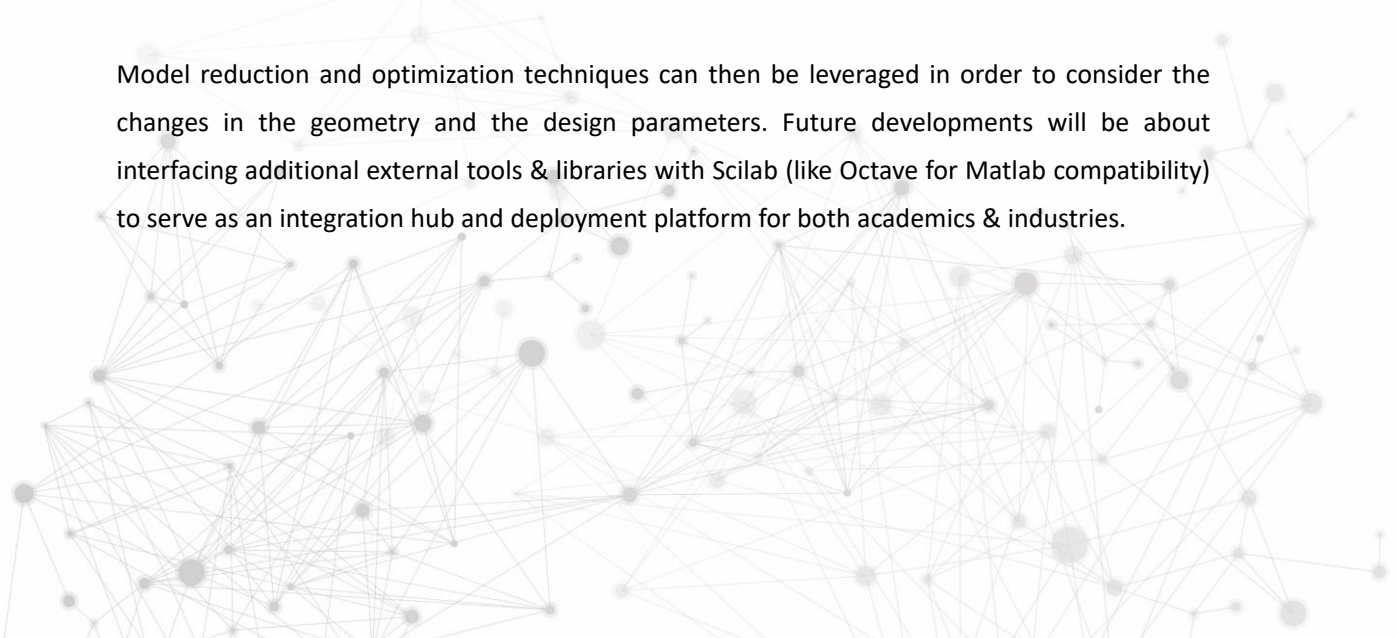 Model reduction and optimization techniques can then be leveraged in order to consider the
changes in the geometry and the design parameters. Future developments will be about
interfacing additional external tools & libraries with Scilab (like Octave for Matlab compatibility)
to serve as an integration hub and deployment platform for both academics & industries.